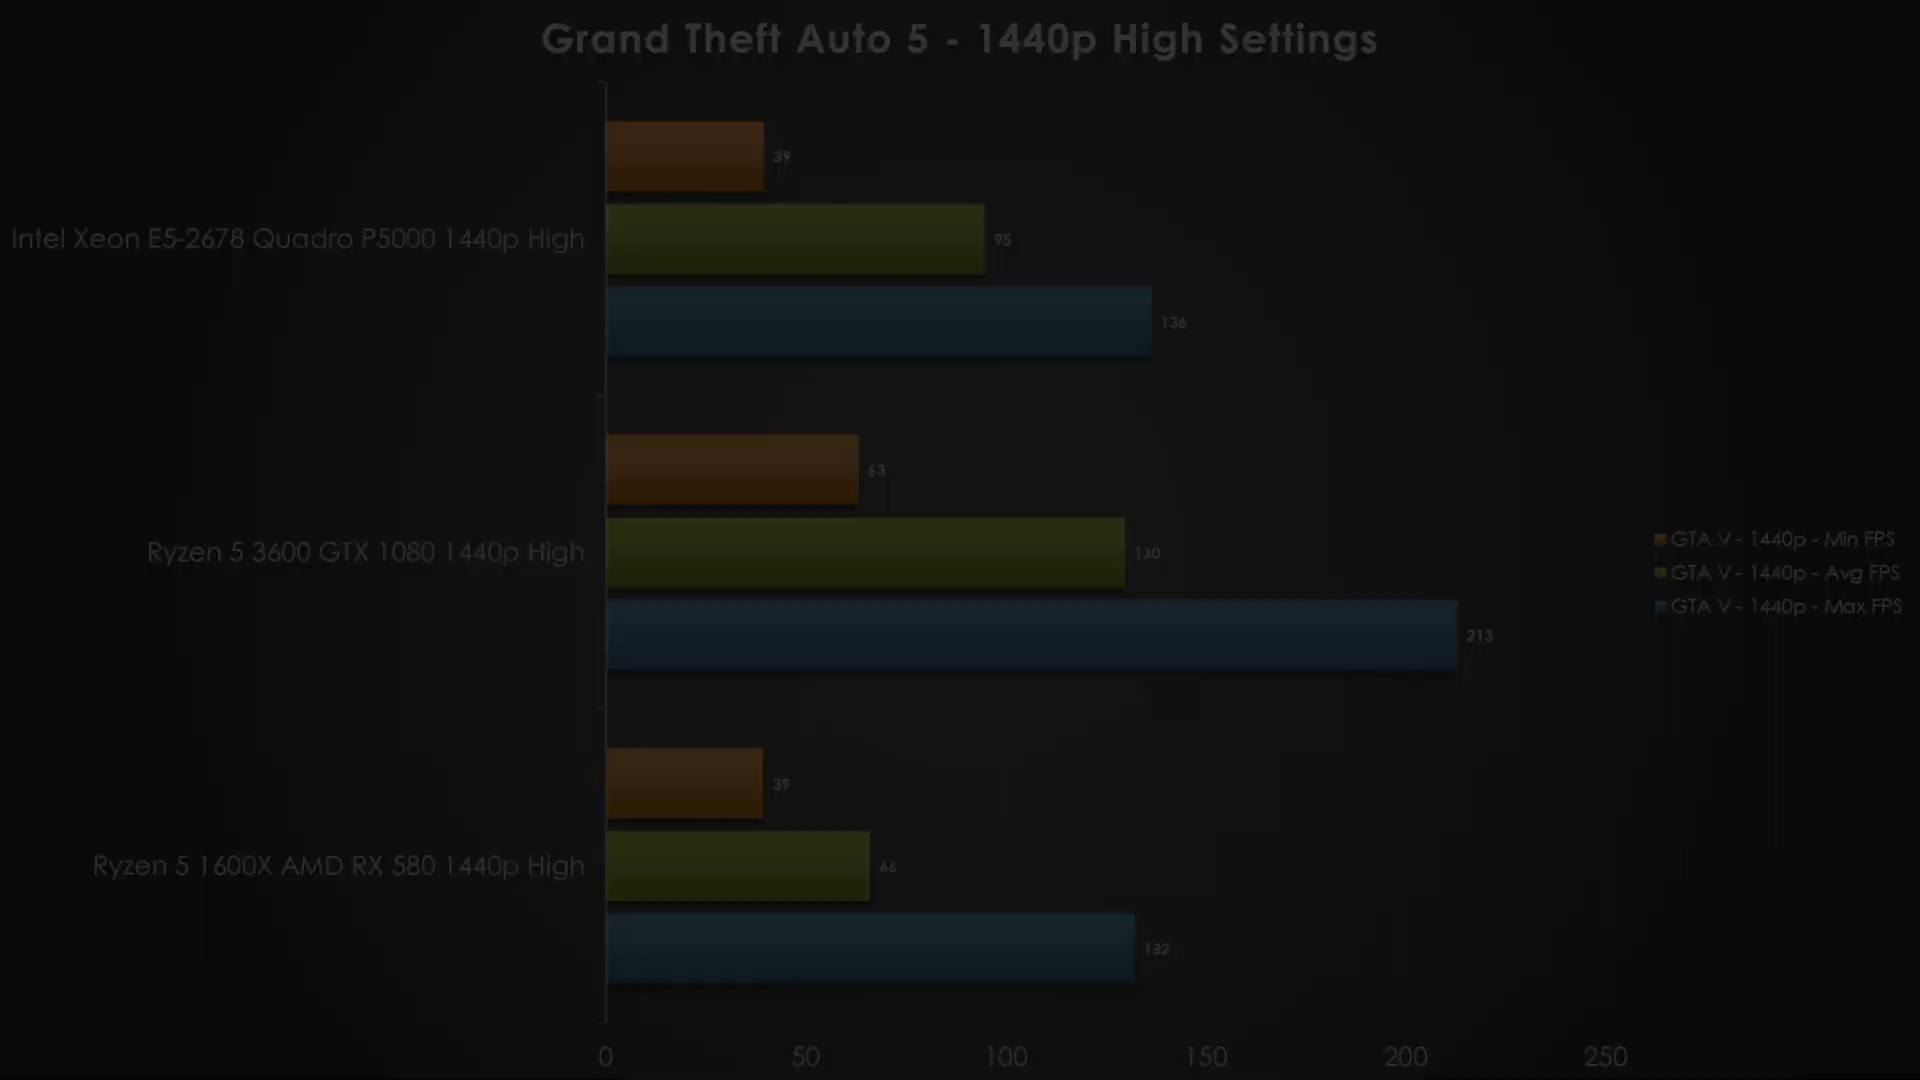 Grand Theft Auto 5 - 1440p High Settings
39
Intel Xeon E5-2678 Quadro P5000 1440p High
95
136
63
Ryzen 5 3600 GTX 1080 1440p High
130
213
GTA V - 1440p - Min FPS
GTA V - 1440p - Avg FPS
GTA V - 1440p - Max FPS
39
Ryzen 5 1600X AMD RX 580 1440p High
66
132
0 50 100 150 200 250